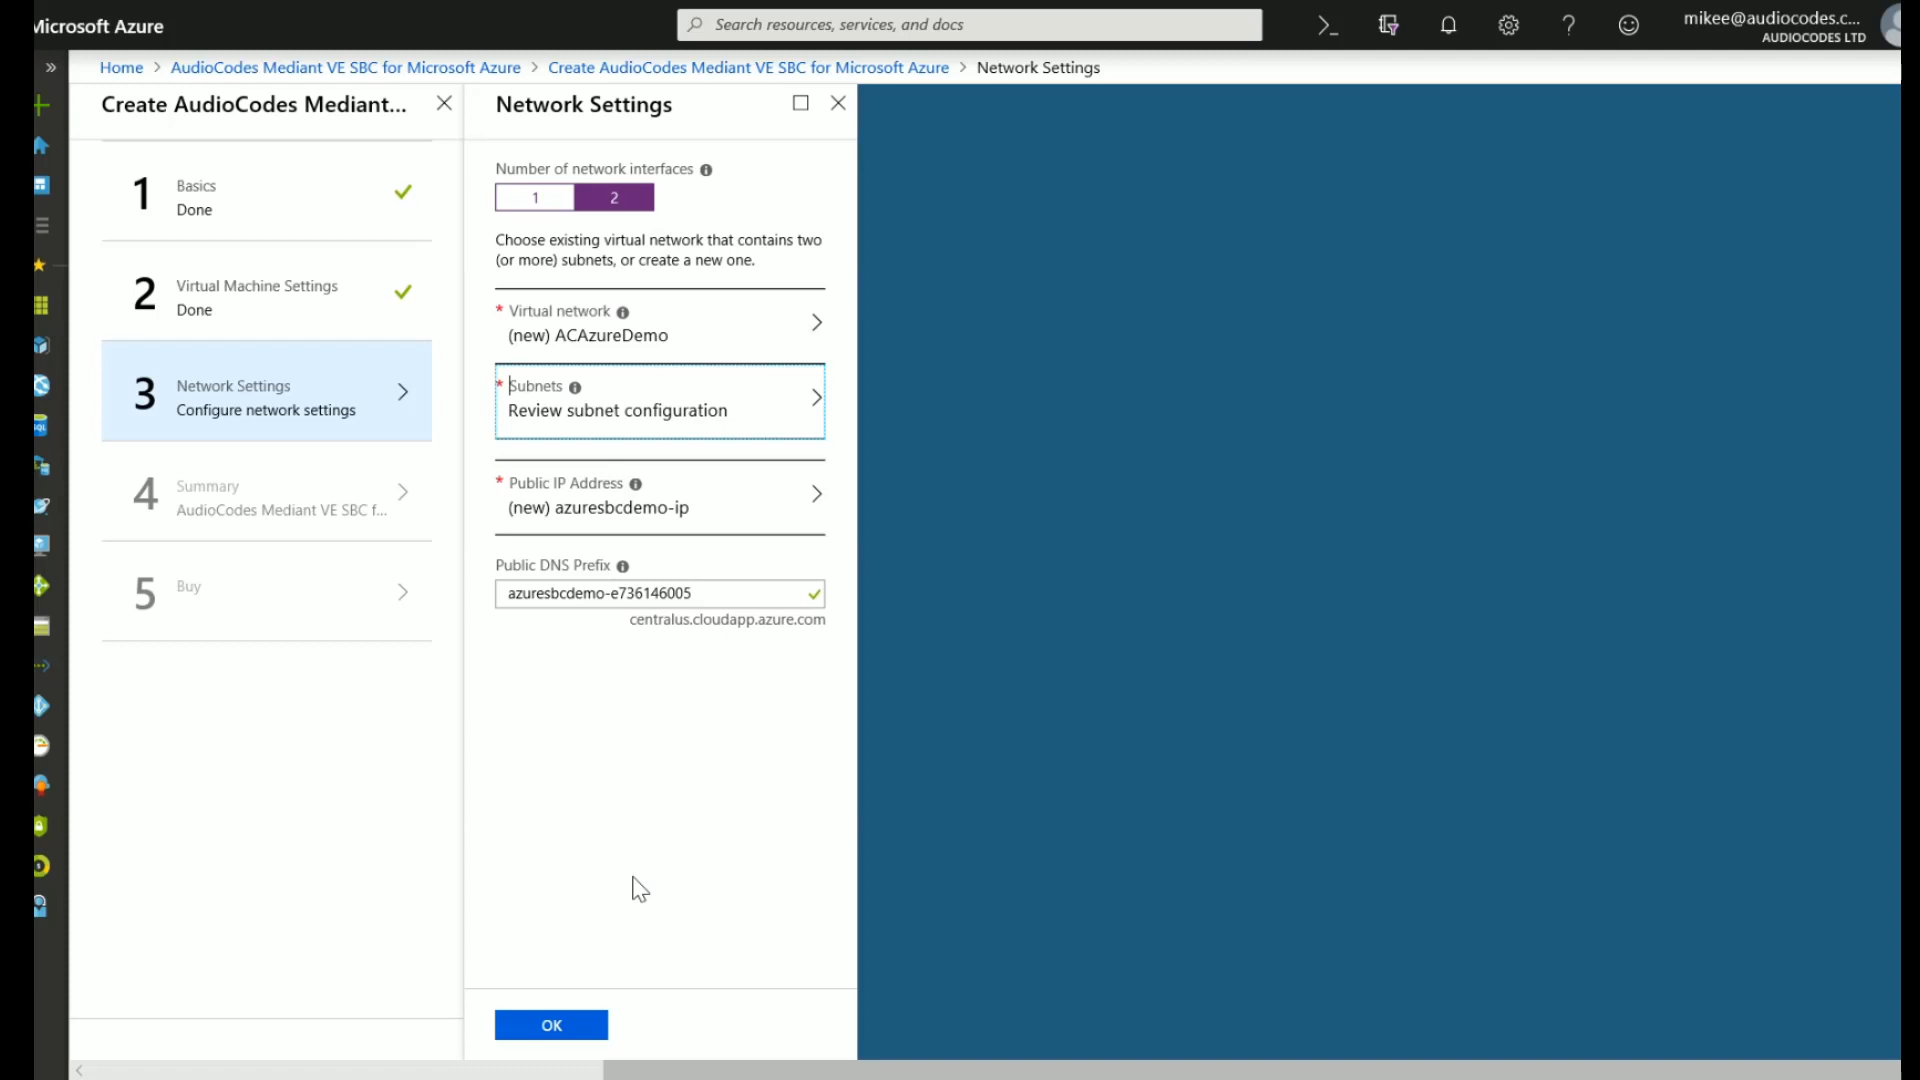 Microsoft Azure
Search resources, services, and docs
mikee@audiocodes.c...
AUDIOCODES LTD
Home > AudioCodes Mediant VE SBC for Microsoft Azure > Create AudioCodes Mediant VE SBC for Microsoft Azure > Network Settings
Create AudioCodes Mediant...
1
Basics
Done
2
Virtual Machine Settings
Done
3
Network Settings
Configure network settings
4
Summary
AudioCodes Mediant VE SBC f...
5
Buy
Network Settings
Number of network interfaces
1 2
Choose existing virtual network that contains two
(or more) subnets, or create a new one.
* Virtual network
(new) ACAzureDemo
* Subnets
Review subnet configuration
* Public IP Address
(new) azuresbcdemo-ip
Public DNS Prefix
azuresbcdemo-e736146005
centralus.cloudapp.azure.com
OK